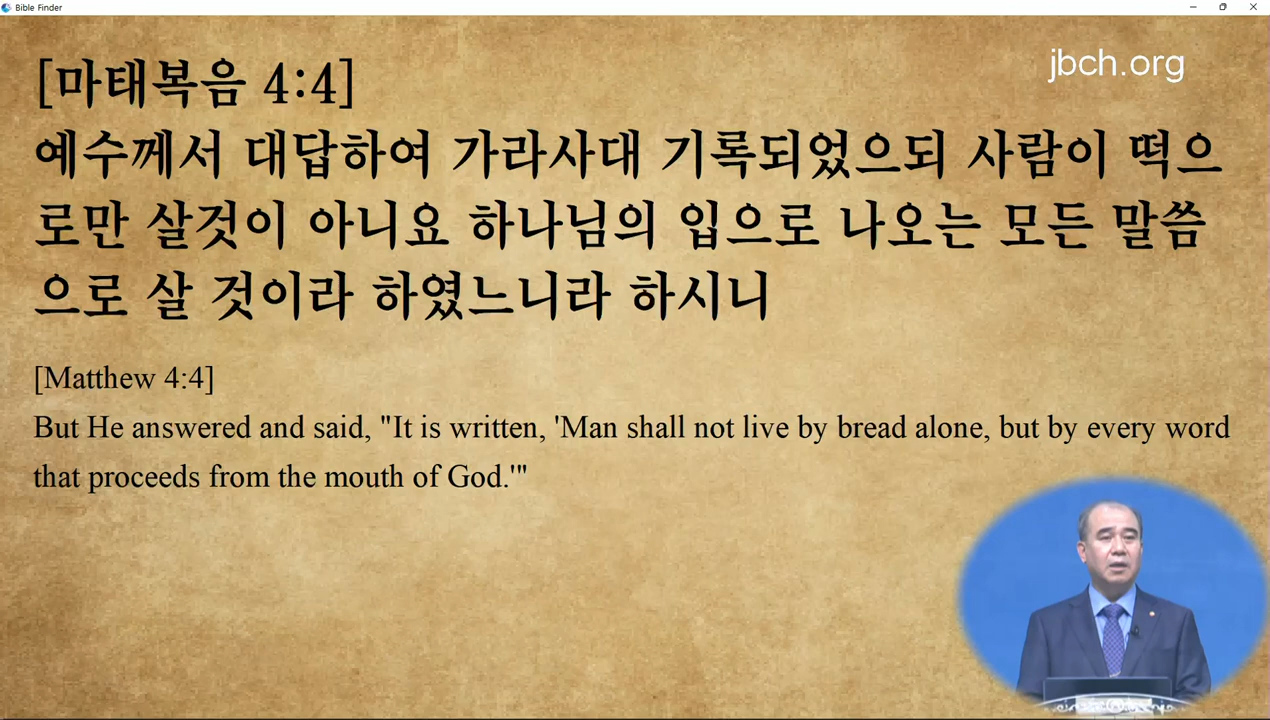 Bible Finder
jbch.org
[마태복음 4:4]
예수께서 대답하여 가라사대 기록되었으되 사람이 떡으
로만 살것이 아니요 하나님의 입으로 나오는 모든 말씀
으로 살 것이라 하였느니라 하시니
[Matthew 4:4]
But He answered and said, "It is written, 'Man shall not live by bread alone, but by every word
that proceeds from the mouth of God.'"